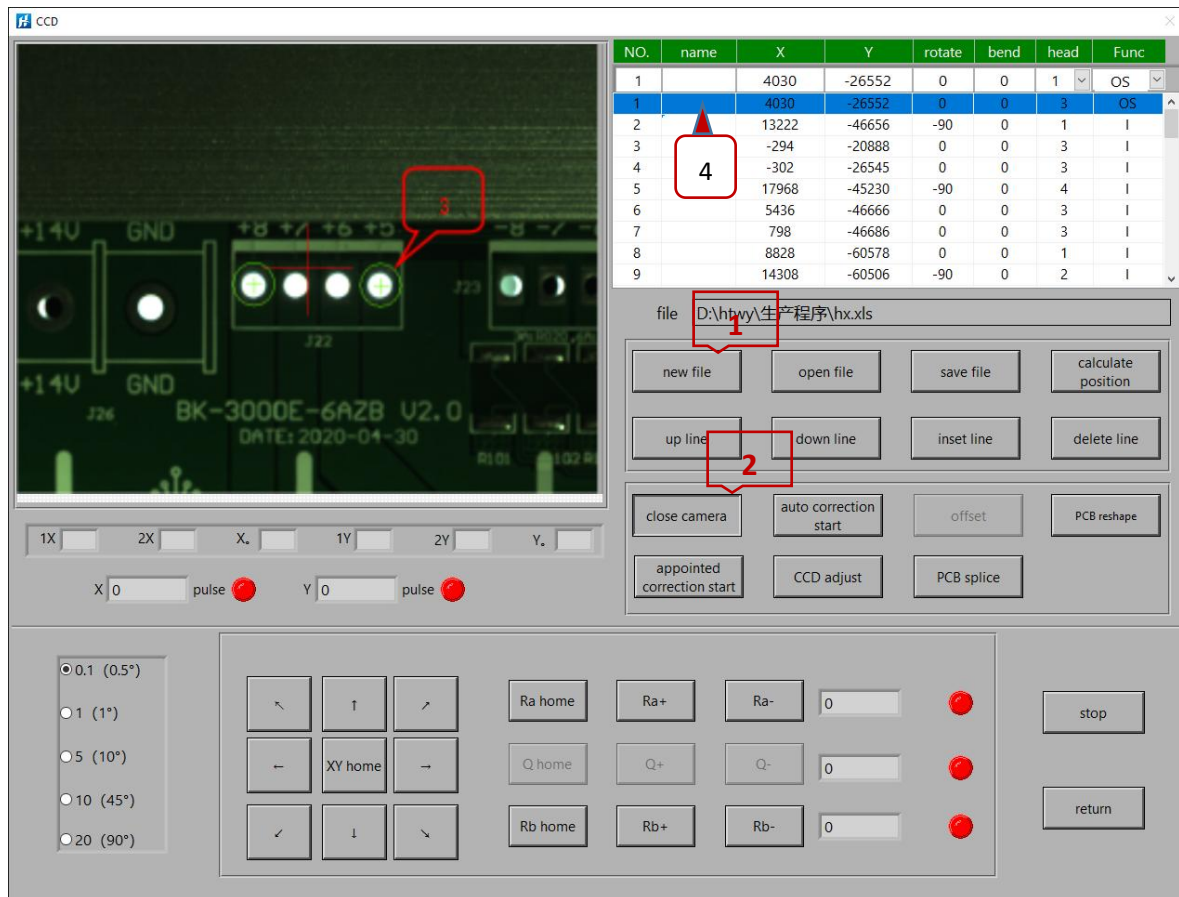 CCD
NO. name X Y rotate bend head Func
1 4030 -26552 0 0 1 OS
1 4030 -26552 0 0 3 OS
2 13222 -46656 -90 0 1 I
3 -294 -20888 0 0 3 I
4 -302 -26545 0 0 3 I
5 17968 -45230 -90 0 4 I
6 5436 -46666 0 0 3 I
7 798 -46686 0 0 3 I
8 8828 -60578 0 0 1 I
9 14308 -60506 -90 0 2 I
4
3
+14V GND +8 +7 +6 +5 -8 -7
J23
J22
+14V GND
J26 BK-3000E-6AZB V2.0
DATE:2020-04-30
R101 R102
file D:\htwy\生产程序\hx.xls
1
new file open file save file calculate position
up line down line inset line delete line
2
close camera auto correction start offset PCB reshape
appointed correction start CCD adjust PCB splice
1X 2X X。 1Y 2Y Y。
X 0 pulse Y 0 pulse
0.1 (0.5°)
1 (1°)
5 (10°)
10 (45°)
20 (90°)
↖ ↑ ↗
← XY home →
↙ ↓ ↘
Ra home Ra+ Ra- 0
Q home Q+ Q- 0
Rb home Rb+ Rb- 0
stop
return